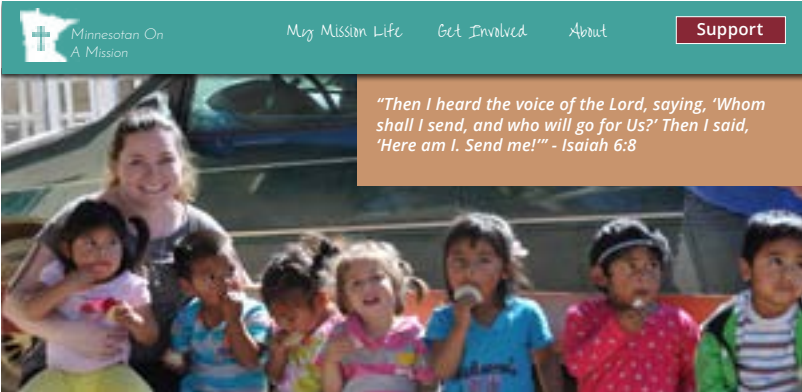 Minnesotan On
A Mission
My Mission Life
Get Involved
About
Support
“Then I heard the voice of the Lord, saying, ‘Whom
shall I send, and who will go for Us?’ Then I said,
‘Here am I. Send me!’” - Isaiah 6:8